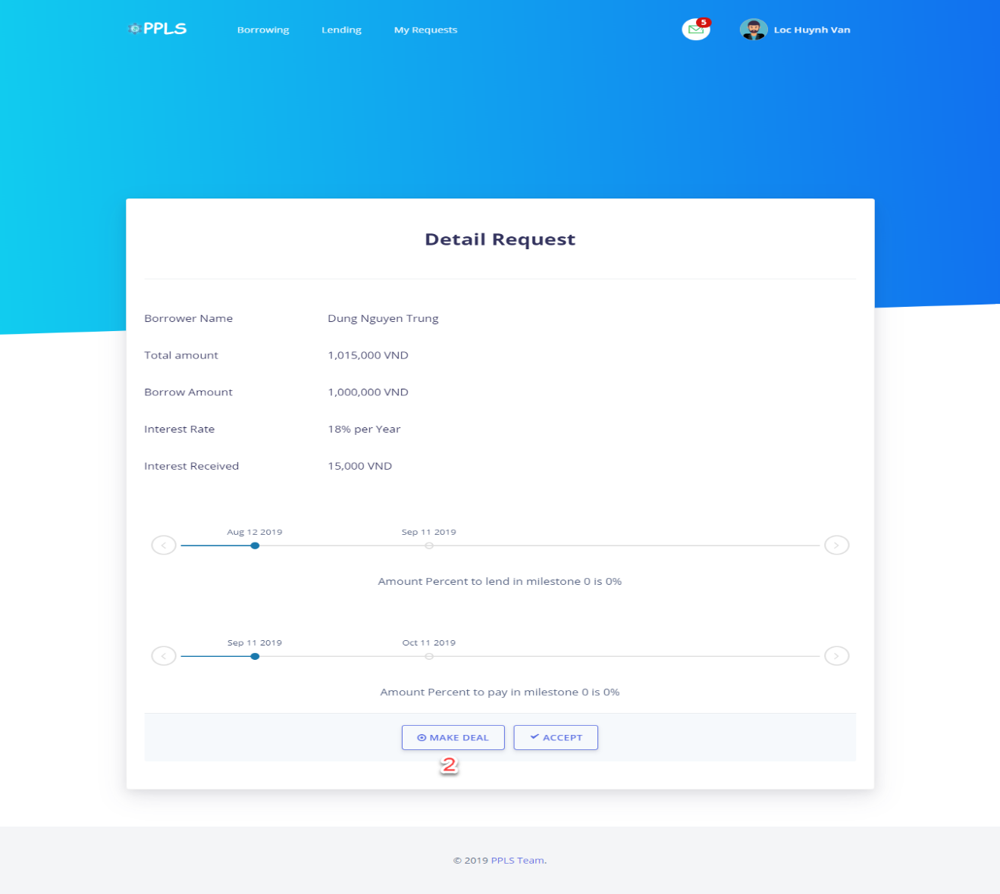 PPLS Borrowing Lending My Requests 5 Loc Huynh Van
Detail Request
Borrower Name Dung Nguyen Trung
Total amount 1,015,000 VND
Borrow Amount 1,000,000 VND
Interest Rate 18% per Year
Interest Received 15,000 VND
Aug 12 2019 Sep 11 2019
Amount Percent to lend in milestone 0 is 0%
Sep 11 2019 Oct 11 2019
Amount Percent to pay in milestone 0 is 0%
MAKE DEAL ACCEPT
2
© 2019 PPLS Team.